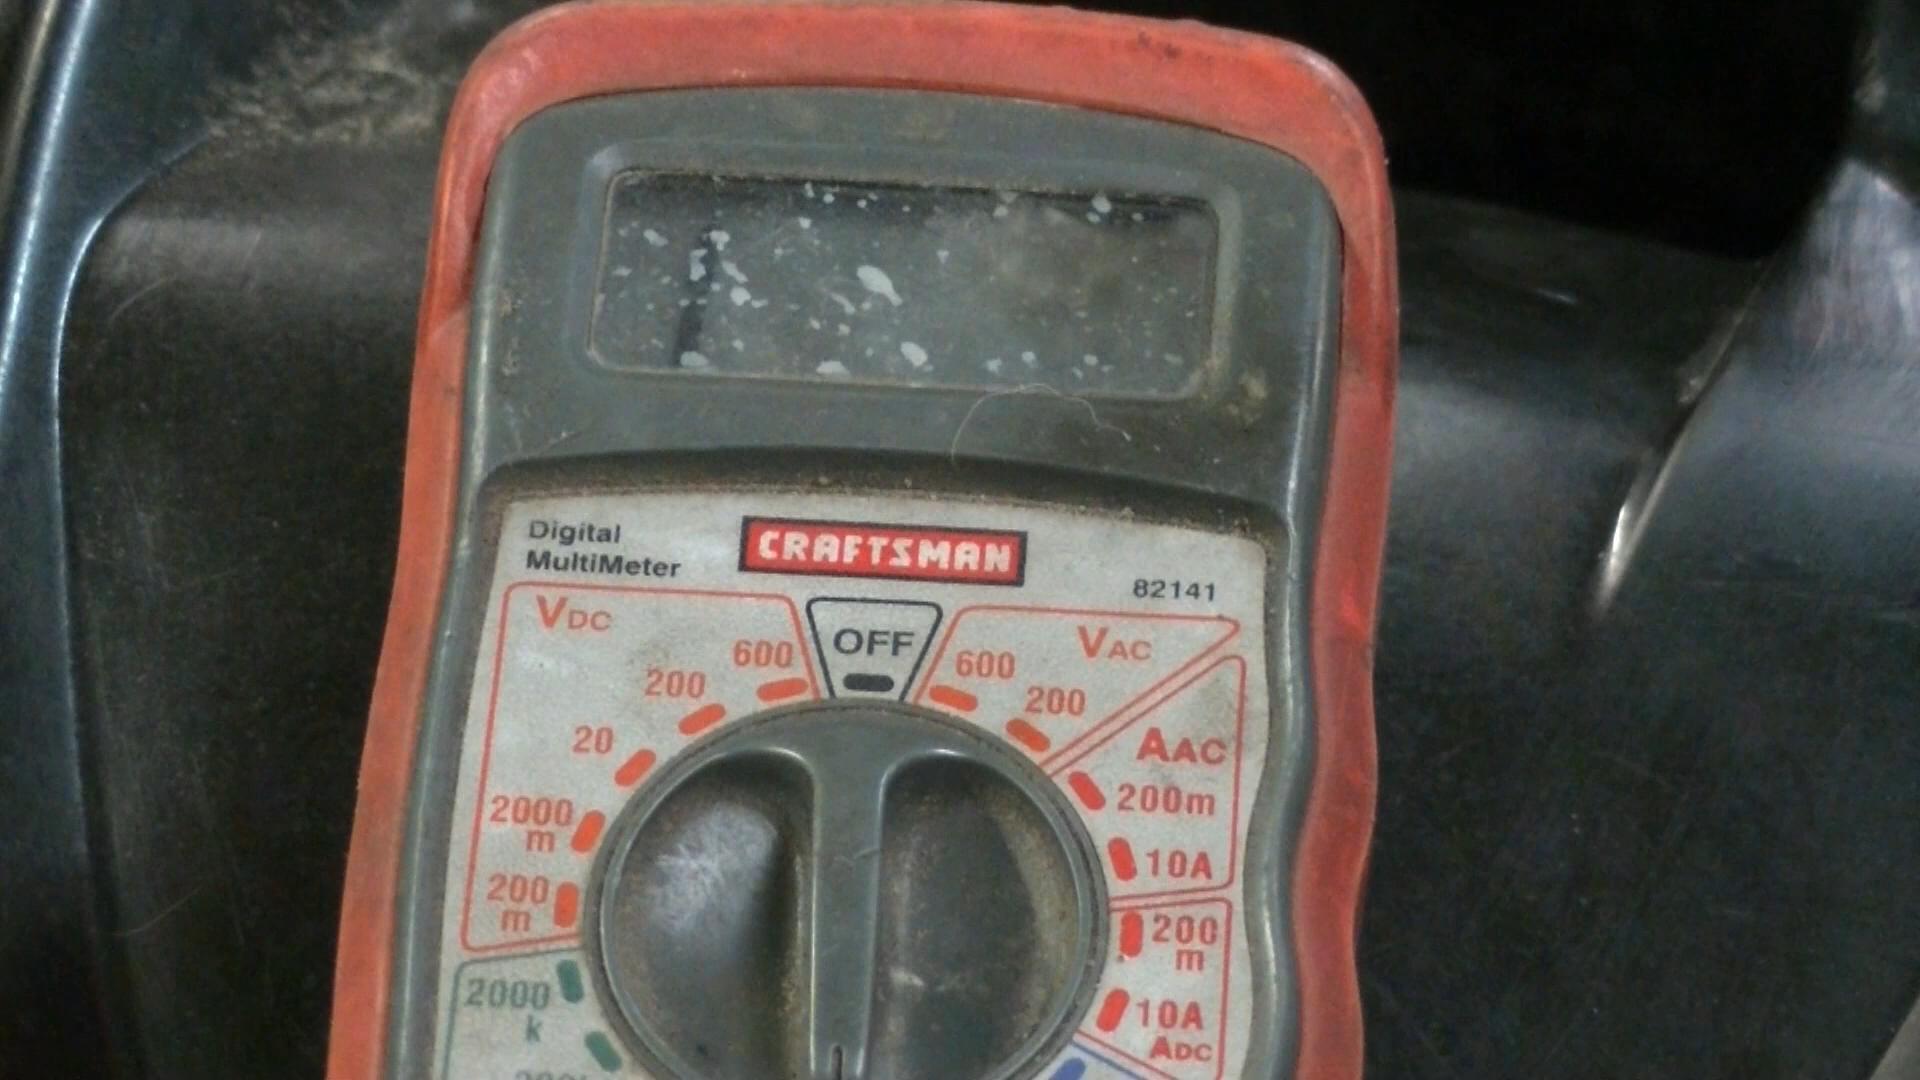 Digital
MultiMeter
CRAFTSMAN
82141
VDC
OFF
VAC
600
600
200
200
20
AAC
2000
m
200m
10A
200
m
200
m
2000
k
10A
ADC